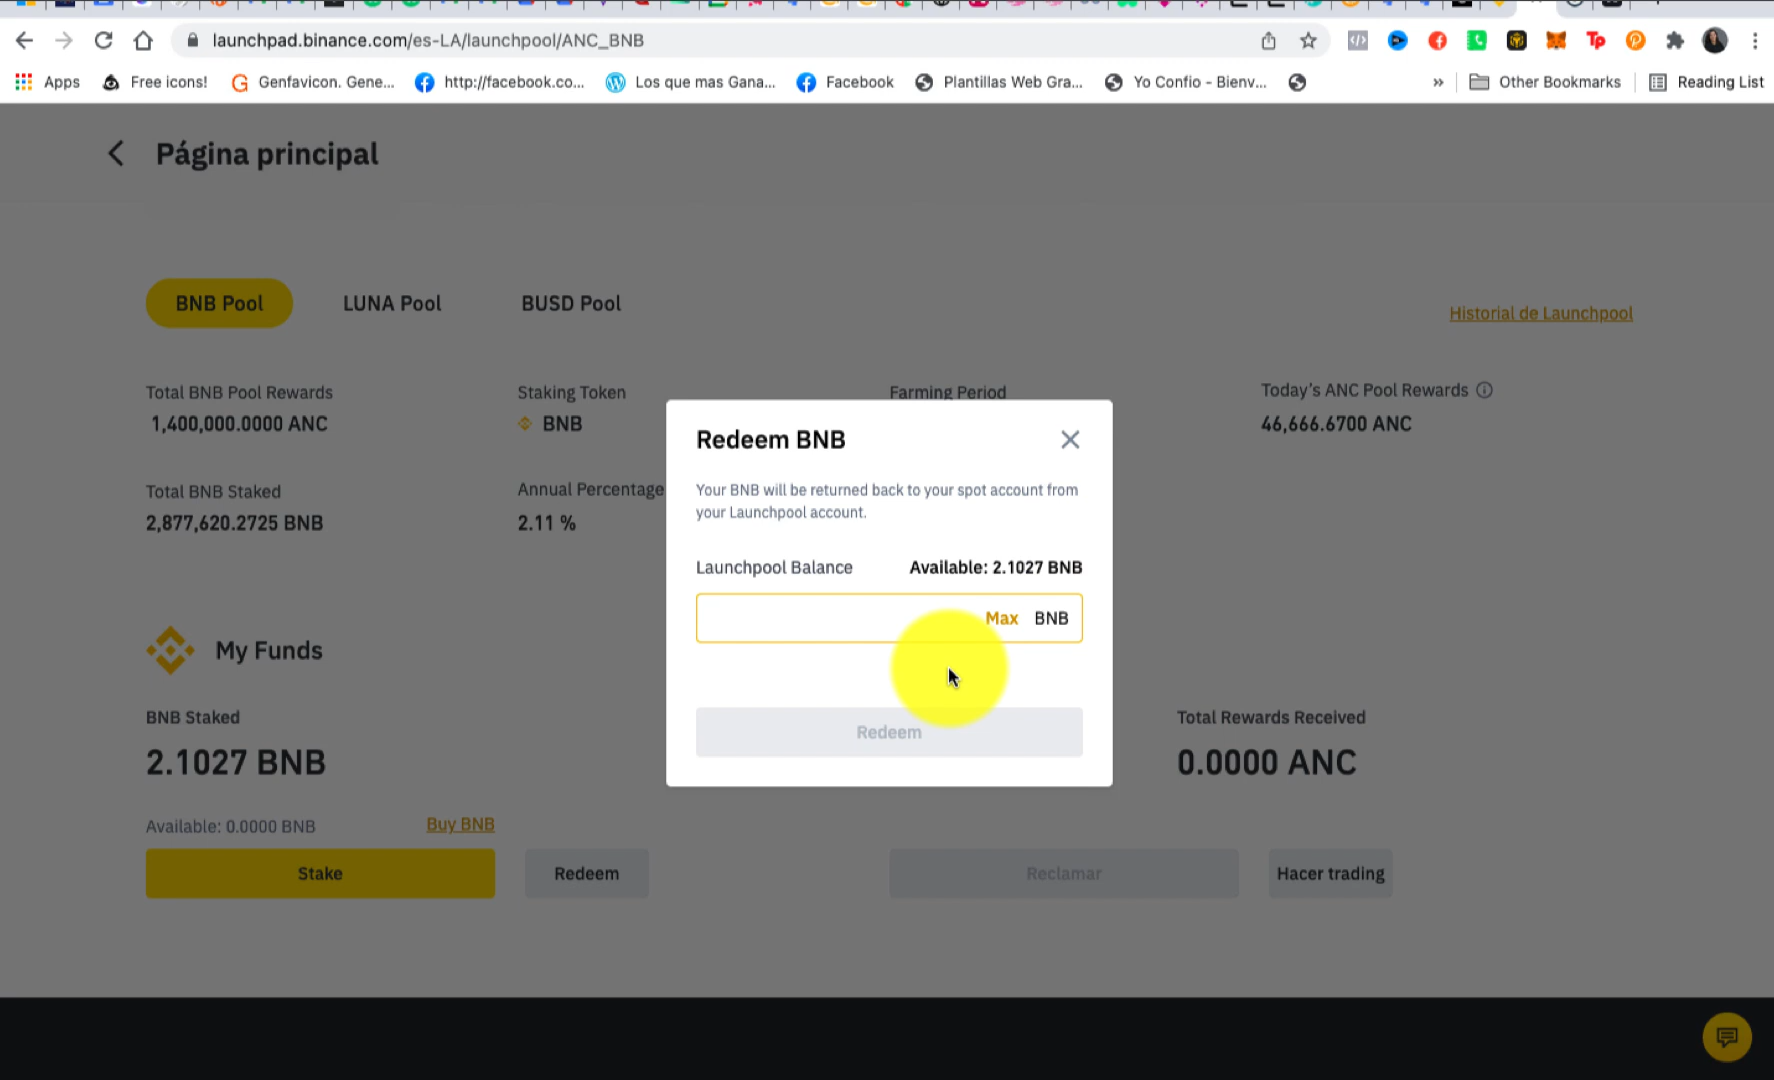 launchpad.binance.com/es-LA/launchpool/ANC_BNB
Apps Free icons! Genfavicon. Gene... http://facebook.co... Los que mas Gana... Facebook Plantillas Web Gra... Yo Confio - Bienv... » Other Bookmarks Reading List
Página principal
BNB Pool LUNA Pool BUSD Pool
Historial de Launchpool
Total BNB Pool Rewards Staking Token Farming Period Today's ANC Pool Rewards
1,400,000.0000 ANC BNB 46,666.6700 ANC
Total BNB Staked Annual Percentage
2,877,620.2725 BNB 2.11 %
Redeem BNB
Your BNB will be returned back to your spot account from
your Launchpool account.
Launchpool Balance Available: 2.1027 BNB
Max BNB
Redeem
My Funds
BNB Staked Total Rewards Received
2.1027 BNB 0.0000 ANC
Available: 0.0000 BNB Buy BNB
Stake Redeem Reclamar Hacer trading